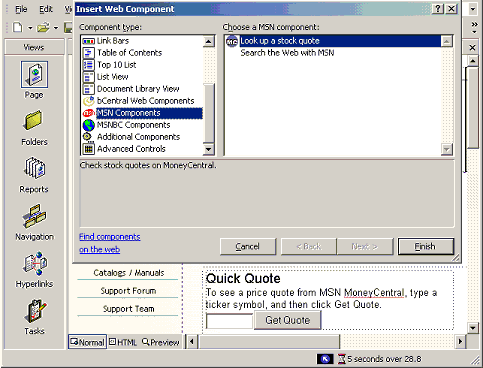 File Edit
Insert Web Component
Views
Page
Folders
Reports
Navigation
Hyperlinks
Tasks
Component type:
Link Bars
Table of Contents
Top 10 List
List View
Document Library View
bCentral Web Components
MSN Components
MSNBC Components
Additional Components
Advanced Controls
Choose a MSN component:
Look up a stock quote
Search the Web with MSN
Check stock quotes on MoneyCentral.
Find components
on the web
Cancel < Back Next > Finish
Catalogs / Manuals
Support Forum
Support Team
Quick Quote
To see a price quote from MSN MoneyCentral, type a
ticker symbol, and then click Get Quote.
Get Quote
Normal HTML Preview
5 seconds over 28.8